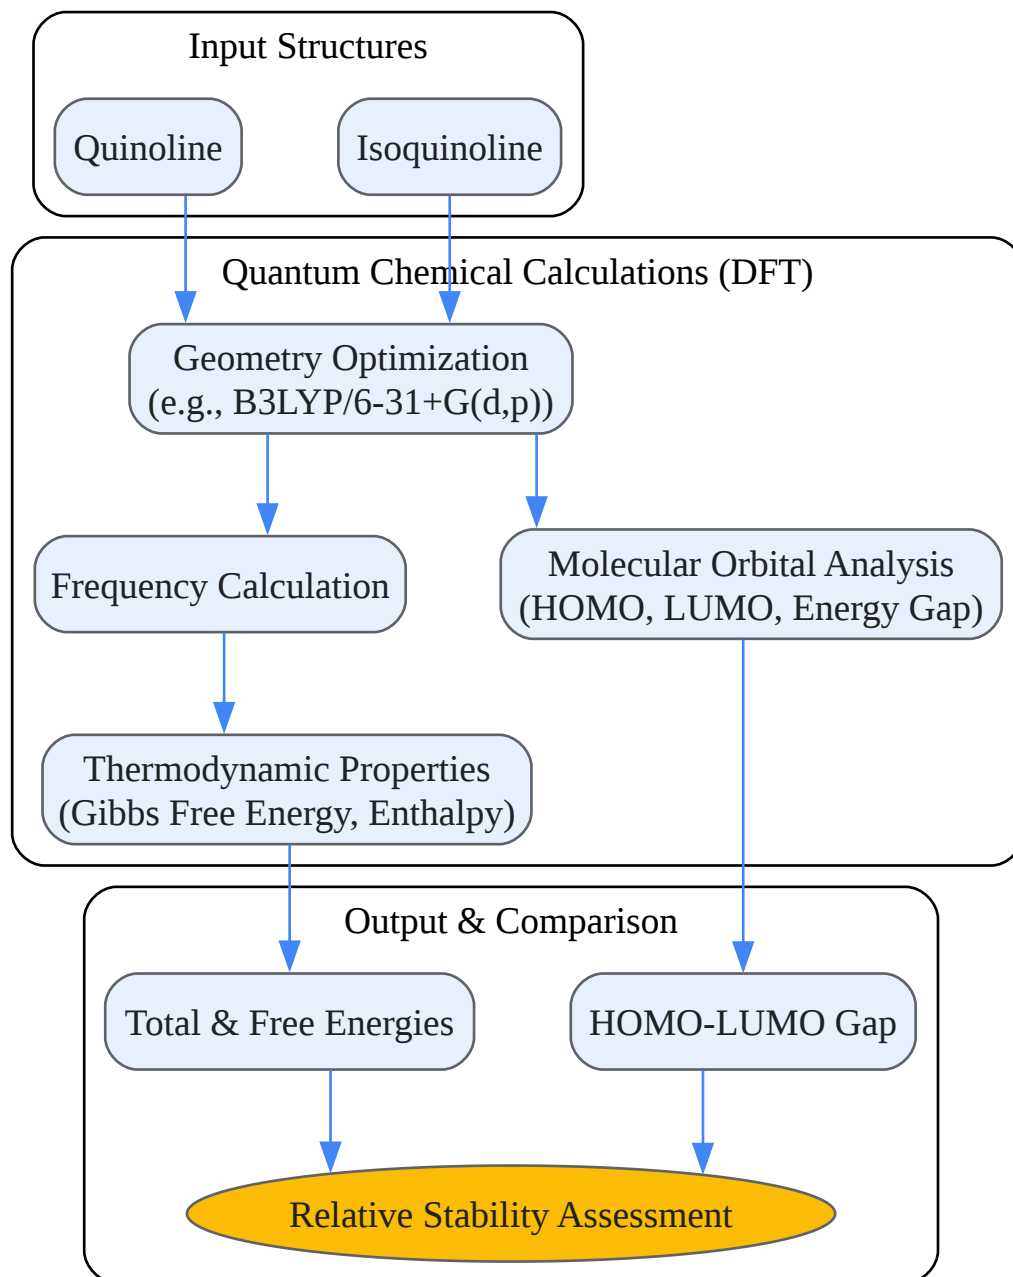 Input Structures
Quinoline
Isoquinoline
Quantum Chemical Calculations (DFT)
Geometry Optimization
(e.g., B3LYP/6-31+G(d,p))
Frequency Calculation
Molecular Orbital Analysis
(HOMO, LUMO, Energy Gap)
Thermodynamic Properties
(Gibbs Free Energy, Enthalpy)
Output & Comparison
Total & Free Energies
HOMO-LUMO Gap
Relative Stability Assessment